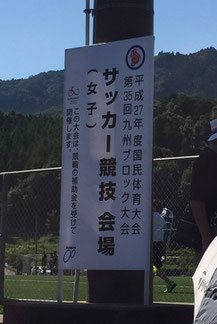 平成27年度国民体育大会
第35回九州ブロック大会
サッカー競技 会場
（女子）
この大会は、競輪の補助金を受けて
開催します。